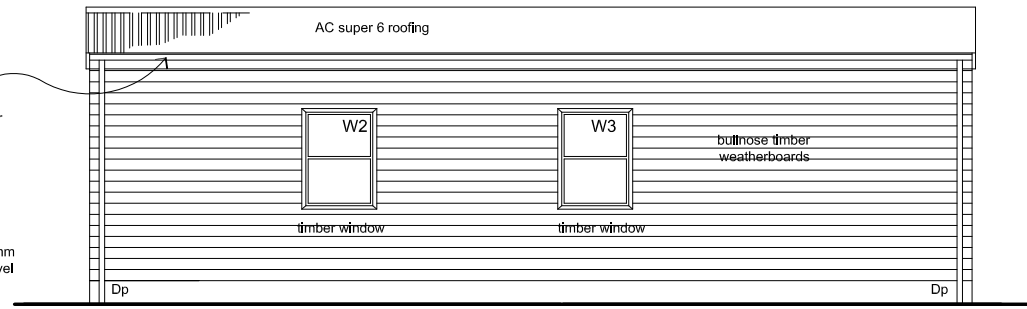 AC super 6 roofing
W2
W3
bullnose timber
weatherboards
timber window
timber window
Dp
Dp